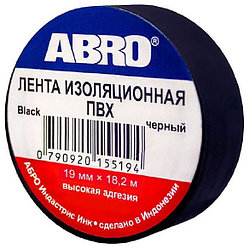 ABRO®
ЛЕНТА ИЗОЛЯЦИОННАЯ
ПВХ
Black
черный
0 790920 155194
19 мм × 18,2 м
высокая адгезия
АБРО Индастрис Инк • сделано в Индонезии